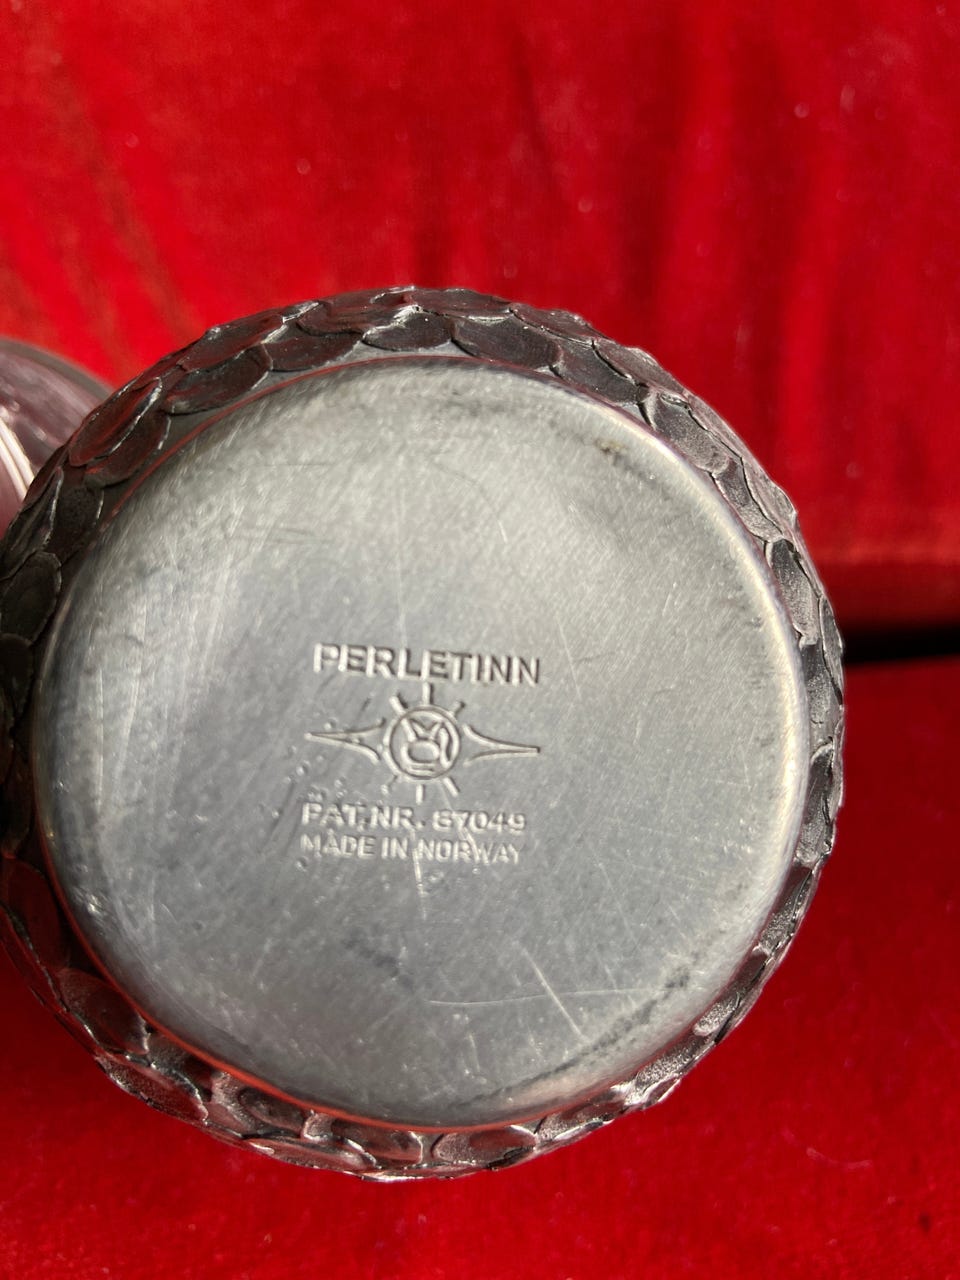 PERLETINN
PAT.NR. 87049
MADE IN NORWAY